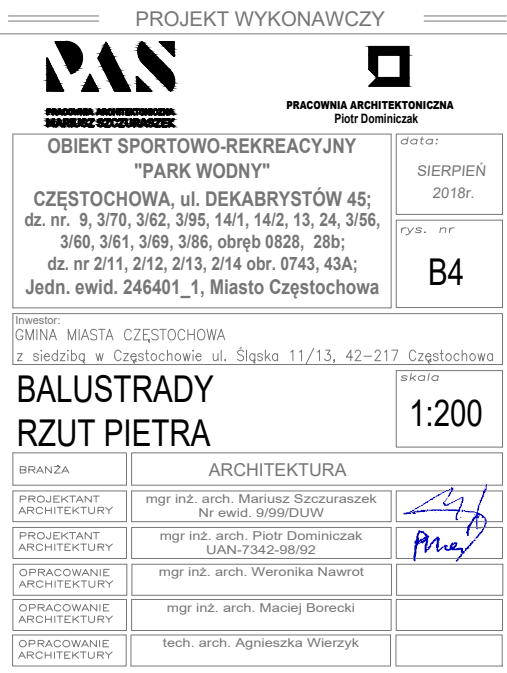 PROJEKT WYKONAWCZY
PAS
PRACOWNIA ARCHITEKTONICZNA
MARIUSZ SZCZURASZEK
PRACOWNIA ARCHITEKTONICZNA
Piotr Dominiczak
OBIEKT SPORTOWO-REKREACYJNY
"PARK WODNY"
CZĘSTOCHOWA, ul. DEKABRYSTÓW 45;
dz. nr. 9, 3/70, 3/62, 3/95, 14/1, 14/2, 13, 24, 3/56,
3/60, 3/61, 3/69, 3/86, obręb 0828, 28b;
dz. nr 2/11, 2/12, 2/13, 2/14 obr. 0743, 43A;
Jedn. ewid. 246401_1, Miasto Częstochowa
data:
SIERPIEŃ
2018r.
rys. nr
B4
Inwestor:
GMINA MIASTA CZĘSTOCHOWA
z siedzibą w Częstochowie ul. Śląska 11/13, 42-217 Częstochowa
BALUSTRADY
RZUT PIETRA
skala
1:200
BRANŻA
ARCHITEKTURA
PROJEKTANT
ARCHITEKTURY
mgr inż. arch. Mariusz Szczuraszek
Nr ewid. 9/99/DUW
PROJEKTANT
ARCHITEKTURY
mgr inż. arch. Piotr Dominiczak
UAN-7342-98/92
OPRACOWANIE
ARCHITEKTURY
mgr inż. arch. Weronika Nawrot
OPRACOWANIE
ARCHITEKTURY
mgr inż. arch. Maciej Borecki
OPRACOWANIE
ARCHITEKTURY
tech. arch. Agnieszka Wierzyk